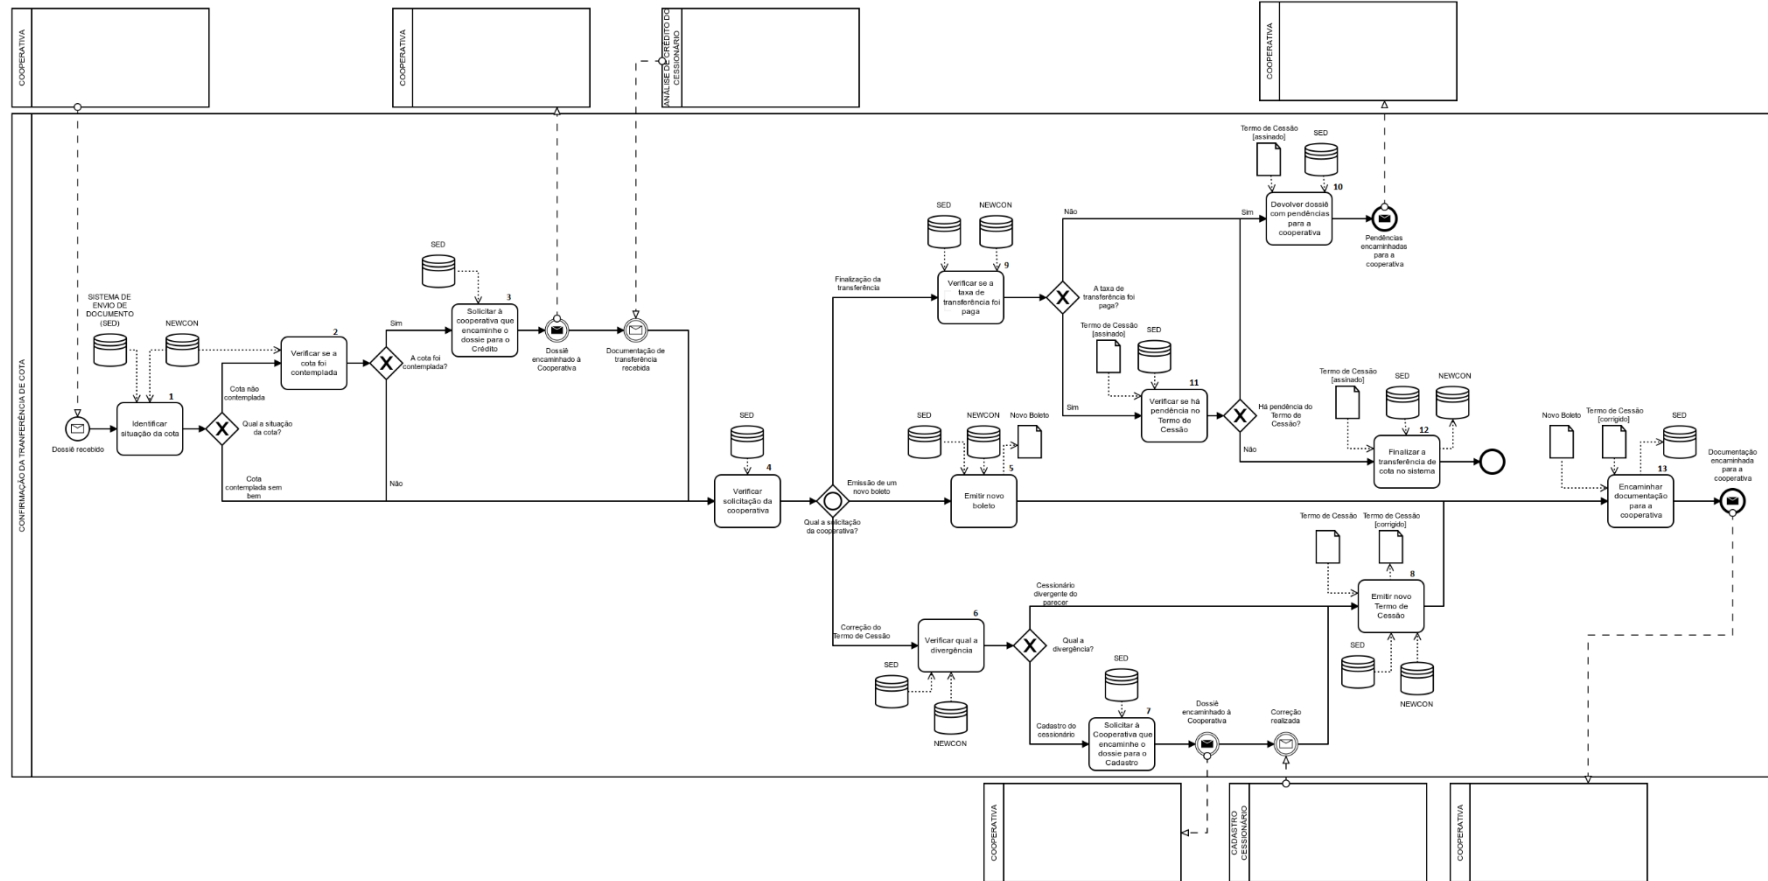 COOPERATIVA
COOPERATIVA
ANÁLISE DE CRÉDITO DO
CESSIONÁRIO
COOPERATIVA
CONFIRMAÇÃO DA TRANFERÊNCIA DE COTA
Dossiê recebido
SISTEMA DE
ENVIO DE
DOCUMENTO
(SED)
NEWCON
1
Identificar
situação da cota
Qual a situação
da cota?
Cota não
contemplada
Cota
contemplada sem
bem
2
Verificar se a
cota foi
contemplada
A cota foi
contemplada?
Sim
Não
SED
3
Solicitar à
cooperativa que
encaminhe o
dossie para o
Crédito
Dossiê
encaminhado à
Cooperativa
Documentação de
transferência
recebida
SED
4
Verificar
solicitação da
cooperativa
Qual a solicitação
da cooperativa?
Finalização da
transferência
Emissão de um
novo boleto
Correção do
Termo de Cessão
SED
NEWCON
9
Verificar se a
taxa de
transferência foi
paga
A taxa de
transferência foi
paga?
Não
Sim
Termo de Cessão
[assinado]
SED
11
Verificar se há
pendência no
Termo de
Cessão
Há pendência do
Termo de
Cessão?
Sim
Não
Termo de Cessão
[assinado]
SED
10
Devolver dossiê
com pendências
para a
cooperativa
Pendências
encaminhadas
para a
cooperativa
Termo de Cessão
[assinado]
SED
NEWCON
12
Finalizar a
transferência de
cota no sistema
SED
NEWCON
Novo Boleto
5
Emitir novo
boleto
SED
NEWCON
6
Verificar qual a
divergência
Qual a
divergência?
Cessionário
divergente do
parecer
Cadastro do
cessionário
SED
7
Solicitar à
Cooperativa que
encaminhe o
dossie para o
Cadastro
Dossiê
encaminhado à
Cooperativa
Correção
realizada
Termo de Cessão
Termo de Cessão
[corrigido]
8
Emitir novo
Termo de
Cessão
SED
NEWCON
Novo Boleto
Termo de Cessão
[corrigido]
SED
13
Encaminhar
documentação
para a
cooperativa
Documentação
encaminhada
para a
cooperativa
COOPERATIVA
CADASTRO
CESSIONÁRIO
COOPERATIVA